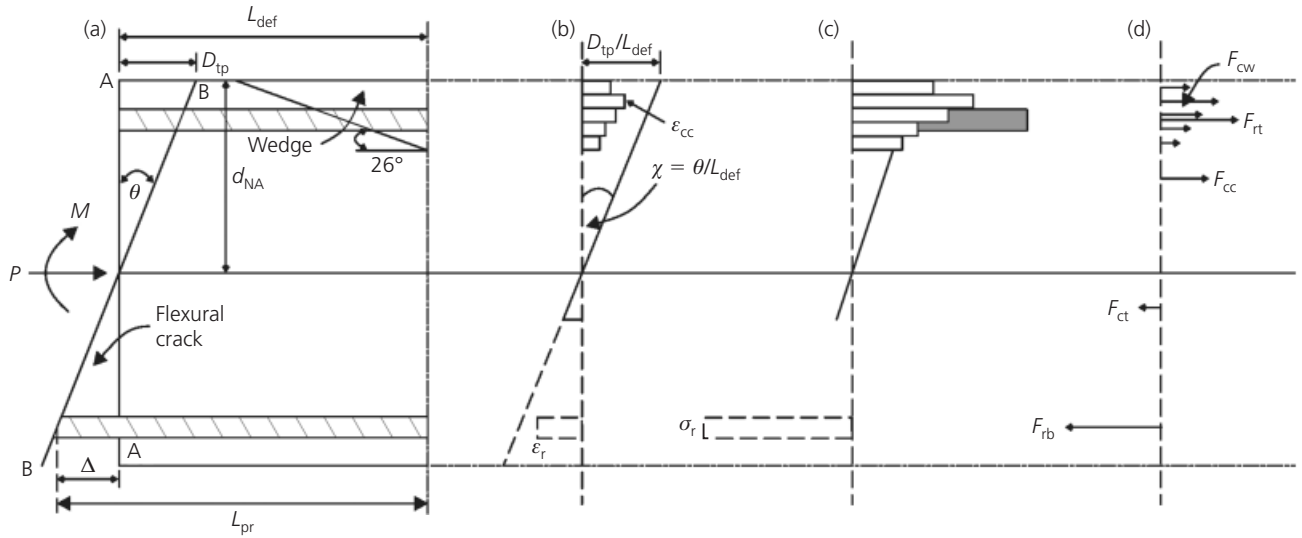 (a)
L_def
(b)
D_tp/L_def
(c)
(d)
D_tp
F_cw
A
B
ε_cc
F_rt
Wedge
26°
θ
d_NA
χ = θ/L_def
F_cc
M
P
Flexural
crack
F_ct
σ_r
F_rb
ε_r
A
B
Δ
L_pr